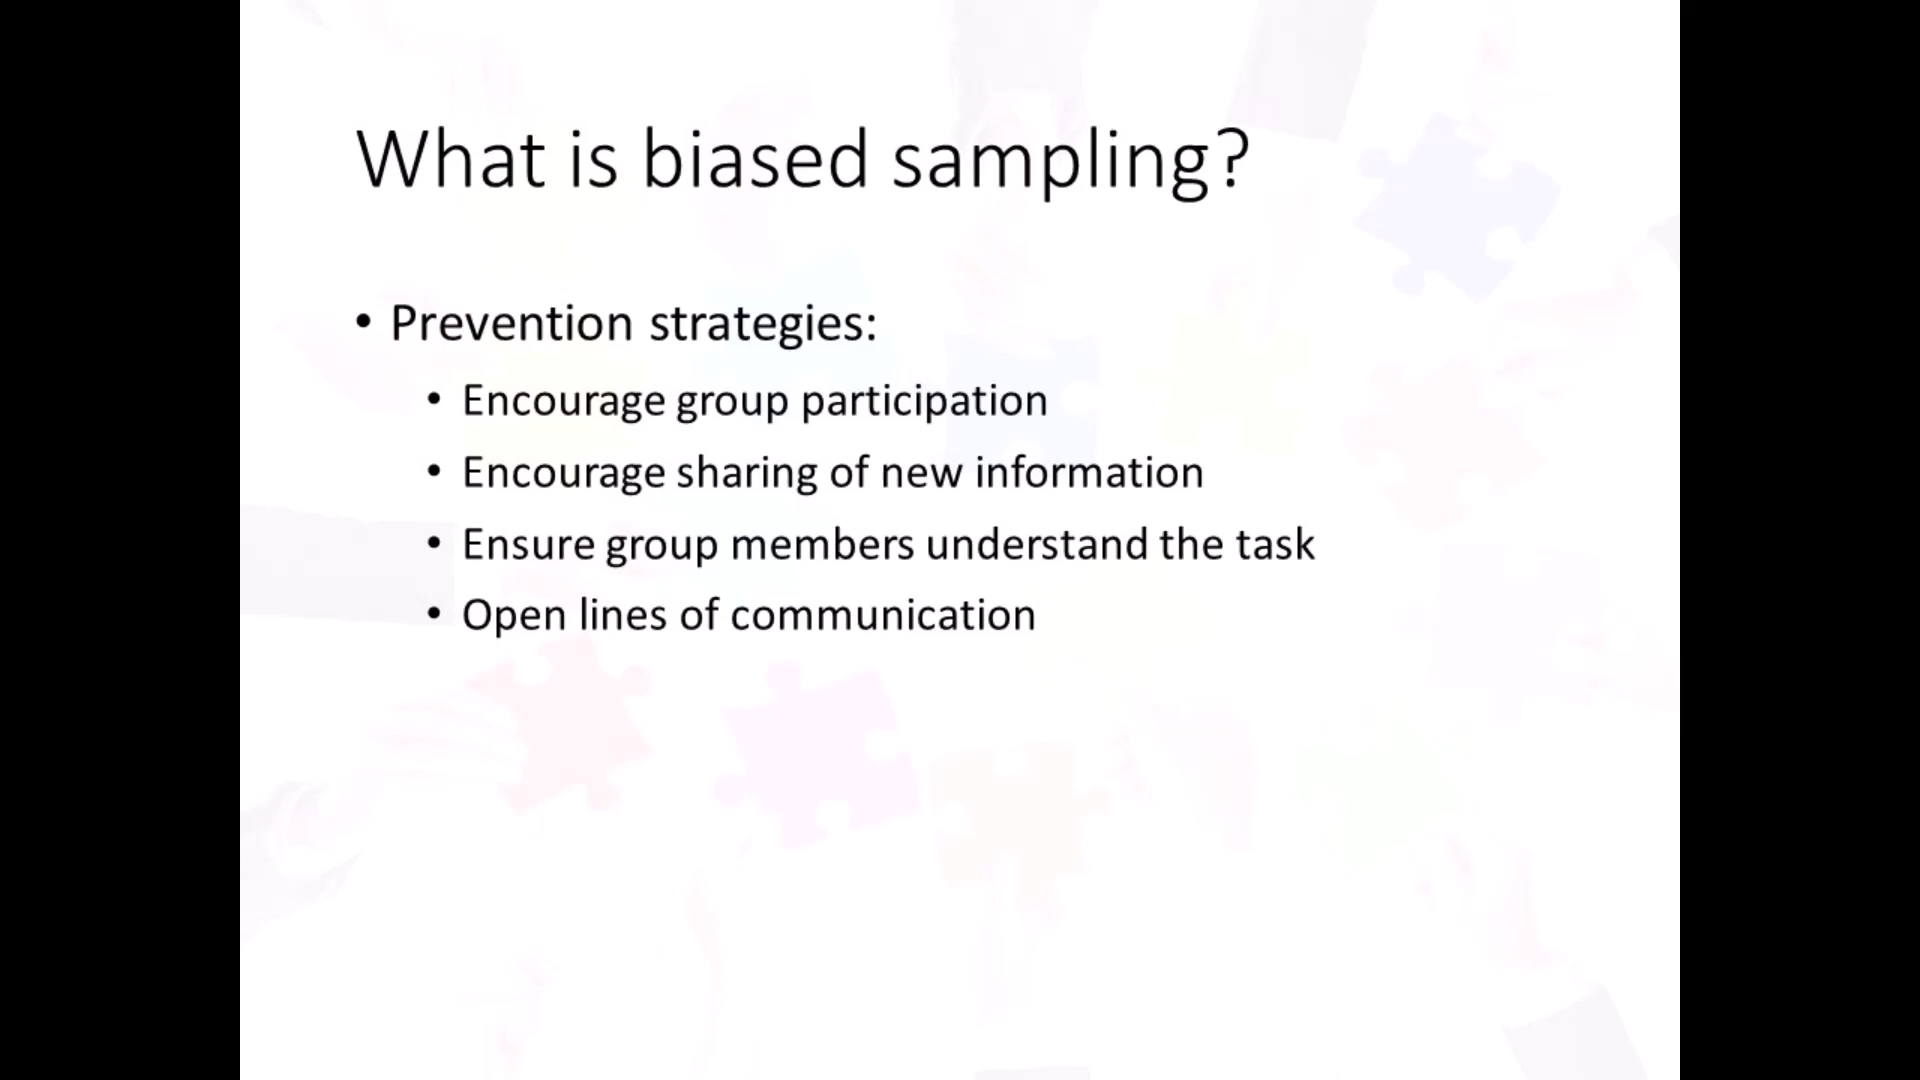 What is biased sampling?
• Prevention strategies:
• Encourage group participation
• Encourage sharing of new information
• Ensure group members understand the task
• Open lines of communication